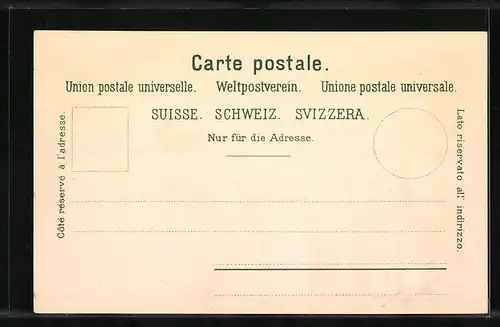 Carte postale.
Union postale universelle. Weltpostverein. Unione postale universale.
SUISSE. SCHWEIZ. SVIZZERA.
Nur für die Adresse.
Côté réservé à l'adresse.
Lato riservato all' indirizzo.